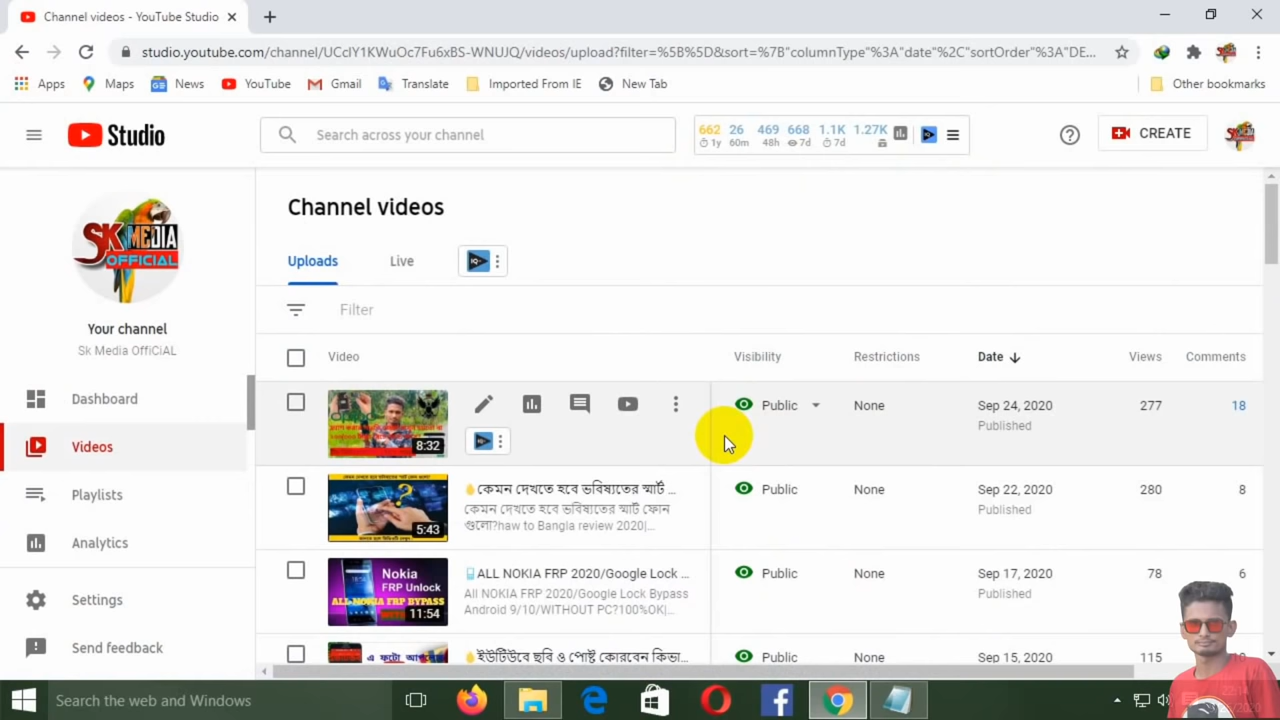 Channel videos - YouTube Studio
studio.youtube.com/channel/UCclY1KWuOc7Fu6xBS-WNUJQ/videos/upload?filter=%5B%5D&sort=%7B"columnType"%3A"date"%2C"sortOrder"%3A"DE...
Apps Maps News YouTube Gmail Translate Imported From IE New Tab Other bookmarks
Studio
Search across your channel
662 26 469 668 1.1K 1.27K
1y 60m 48h 7d 7d
IQ
CREATE
SK MEDIA
OFFICIAL
Your channel
Sk Media OffiCiAL
Dashboard
Videos
Playlists
Analytics
Settings
Send feedback
Channel videos
Uploads Live IQ
Filter
Video Visibility Restrictions Date Views Comments
8:32
IQ
Public None Sep 24, 2020 277 18
Published
5:43
কেমন দেখতে হবে ভবিষ্যতের স্মার্ট ...
কেমন দেখতে হবে ভবিষ্যতের স্মার্ট ফোন
গুলো?haw to Bangla review 2020|...
Public None Sep 22, 2020 280 8
Published
Nokia
FRP Unlock
ALL NOKIA FRP BYPASS
11:54
ALL NOKIA FRP 2020/Google Lock ...
All NOKIA FRP 2020/Google Lock Bypass
Android 9/10/WITHOUT PC?100%OK|...
Public None Sep 17, 2020 78 6
Published
ইউটিউবে ছবি ও পোষ্ট কোরবেন কিভা...
Public None Sep 15, 2020 115
Search the web and Windows